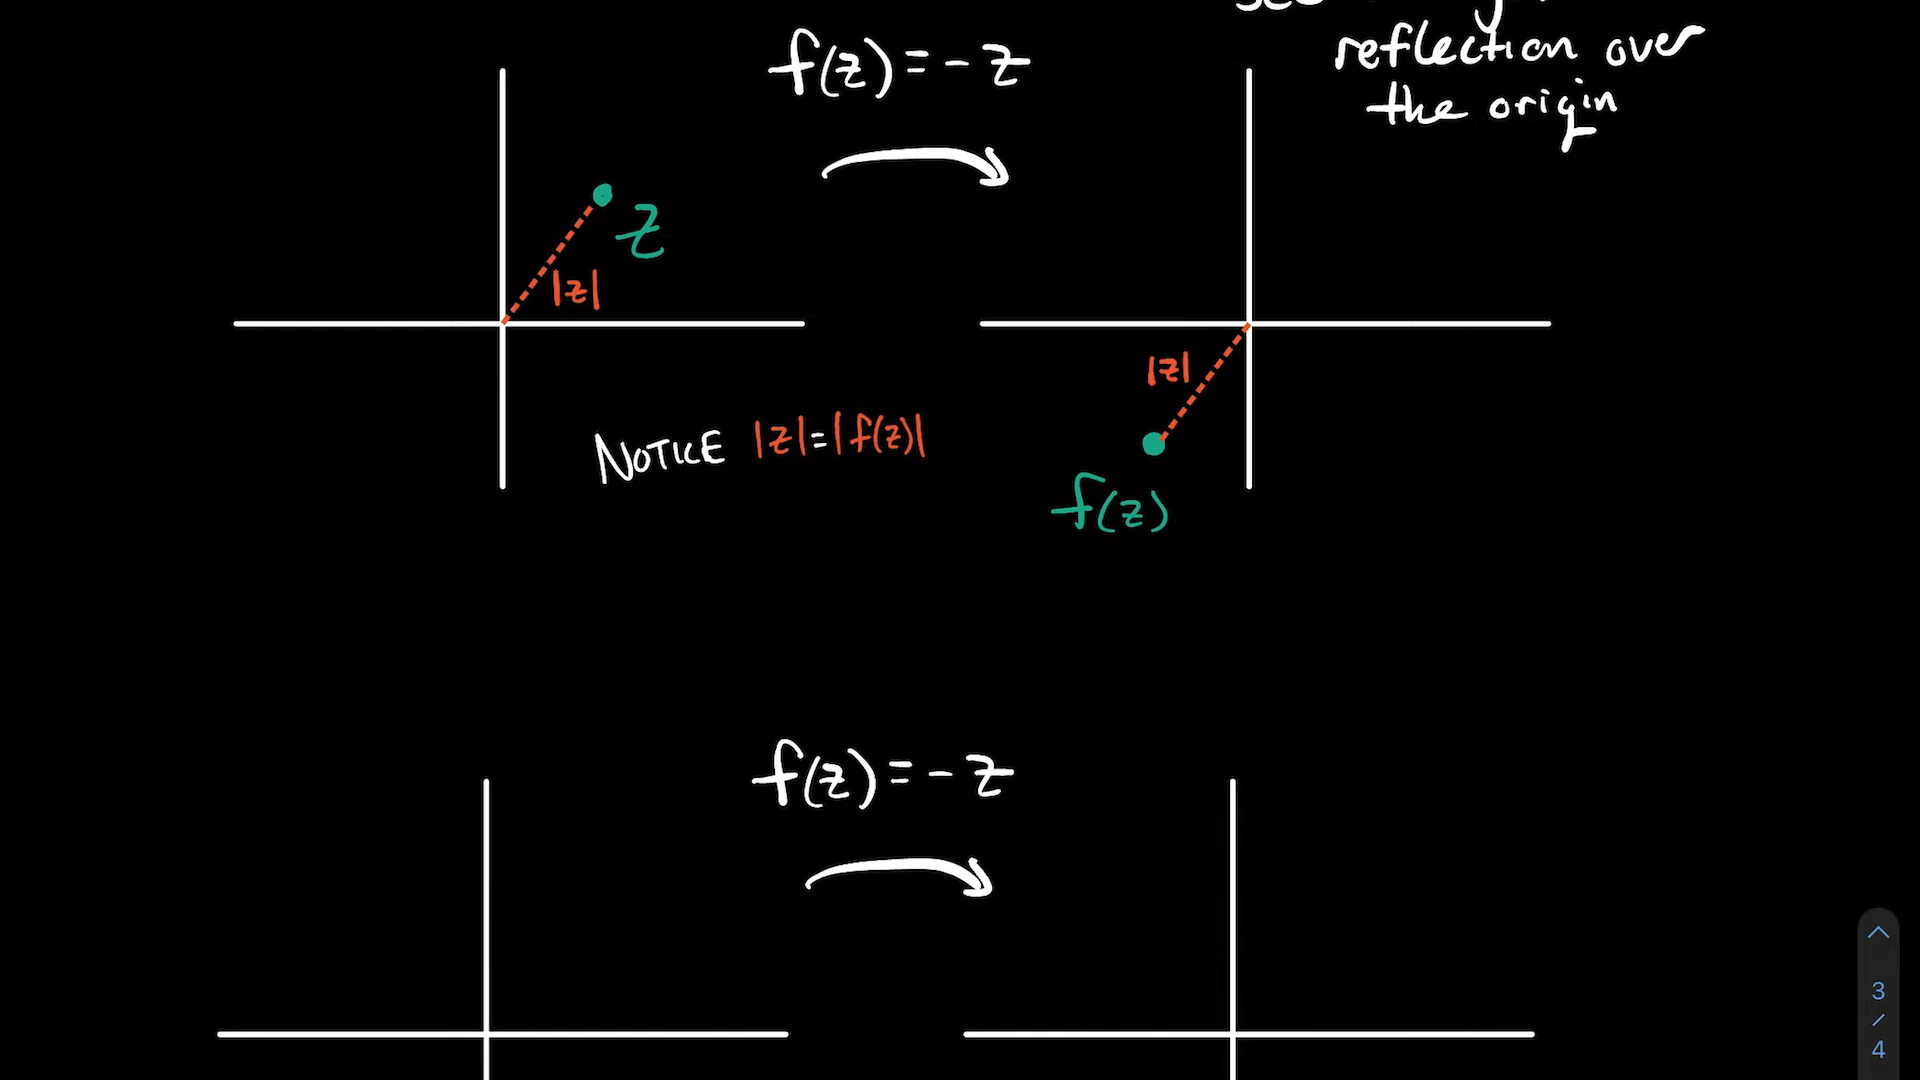 f(z) = - z
reflection over
the origin
z
|z|
|z|
NOTICE |z|=|f(z)|
f(z)
f(z) = - z
3
/
4